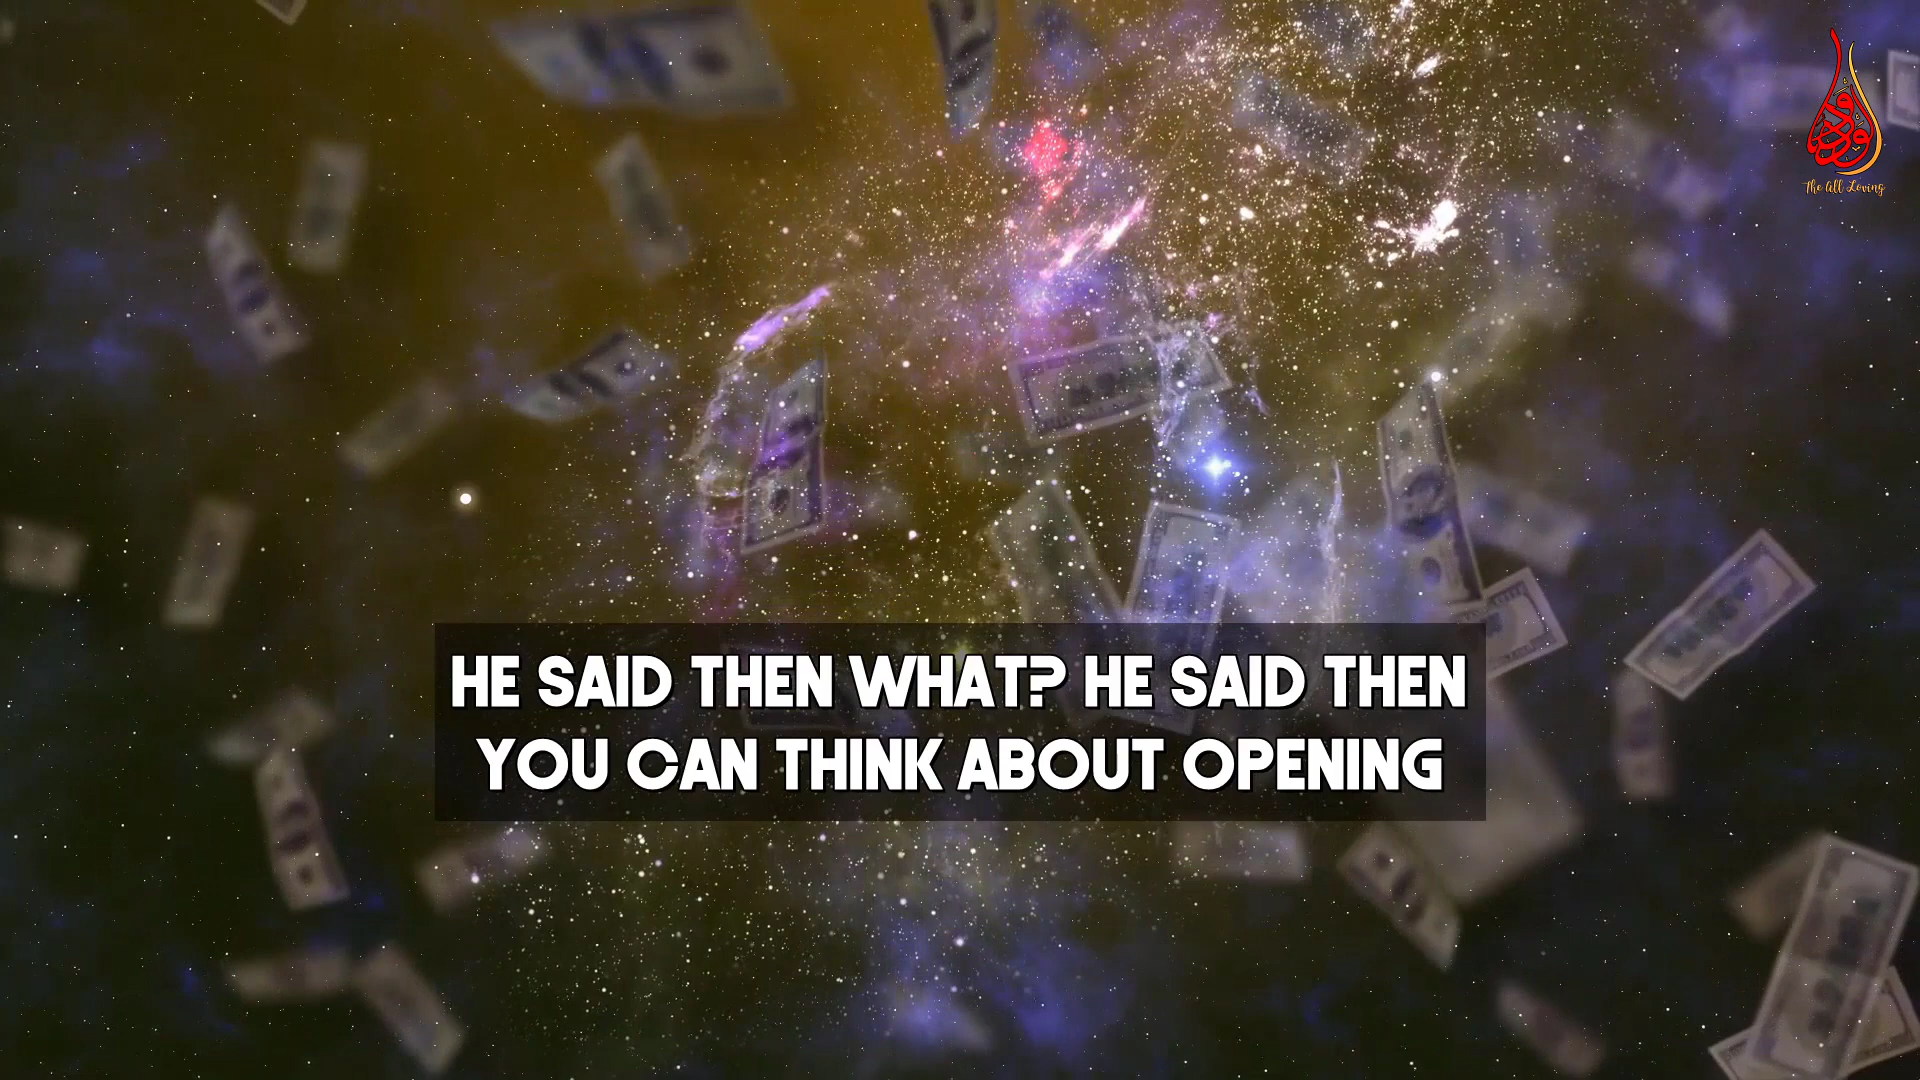 The All Loving
HE SAID THEN WHAT? HE SAID THEN
YOU CAN THINK ABOUT OPENING